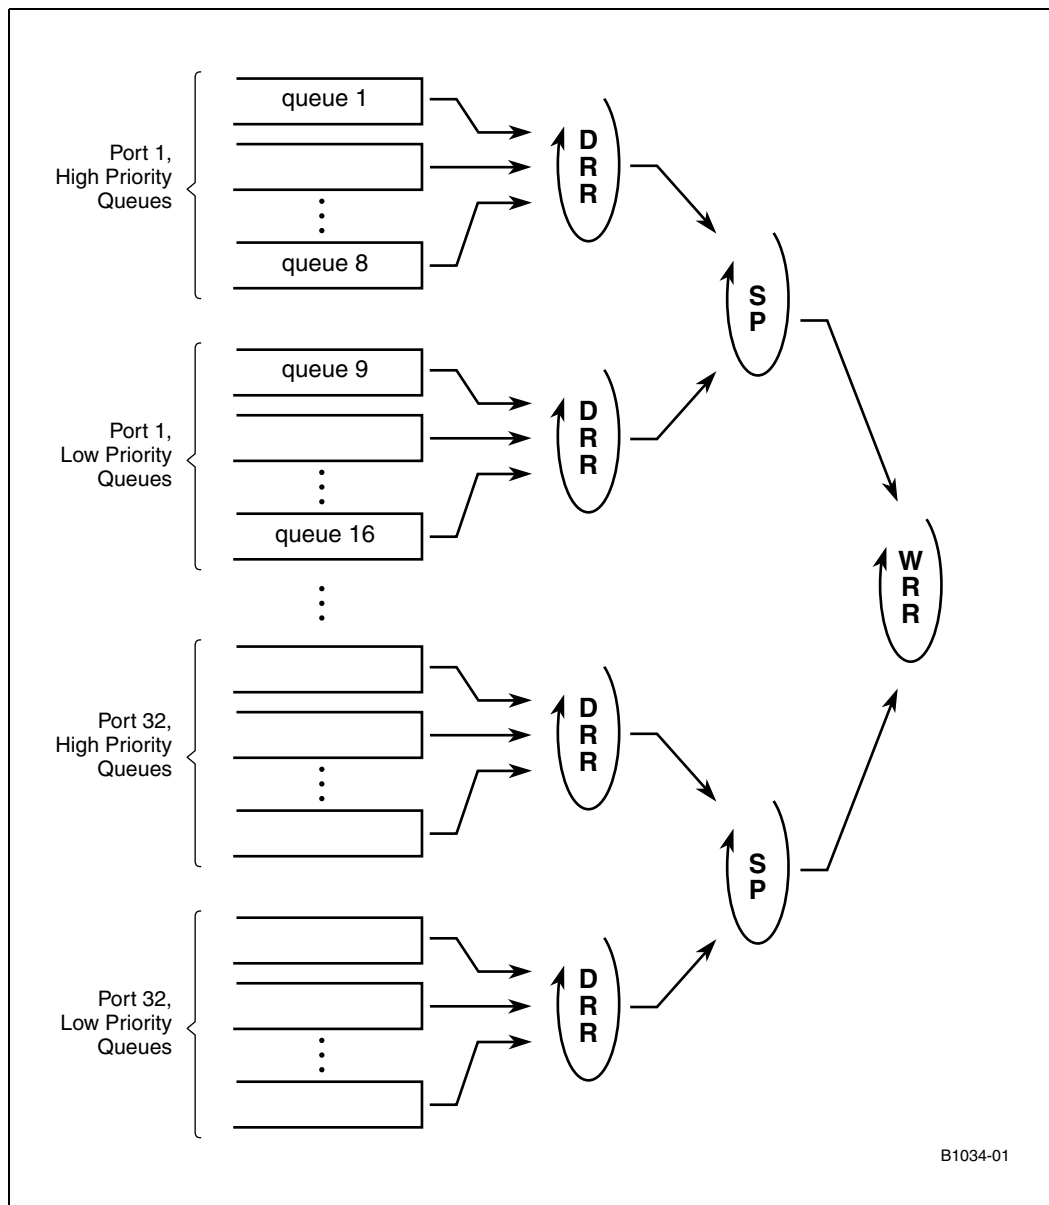 queue 1
Port 1,
High Priority
Queues
queue 8
D
R
R
S
P
queue 9
Port 1,
Low Priority
Queues
queue 16
D
R
R
W
R
R
Port 32,
High Priority
Queues
D
R
R
S
P
Port 32,
Low Priority
Queues
D
R
R
B1034-01